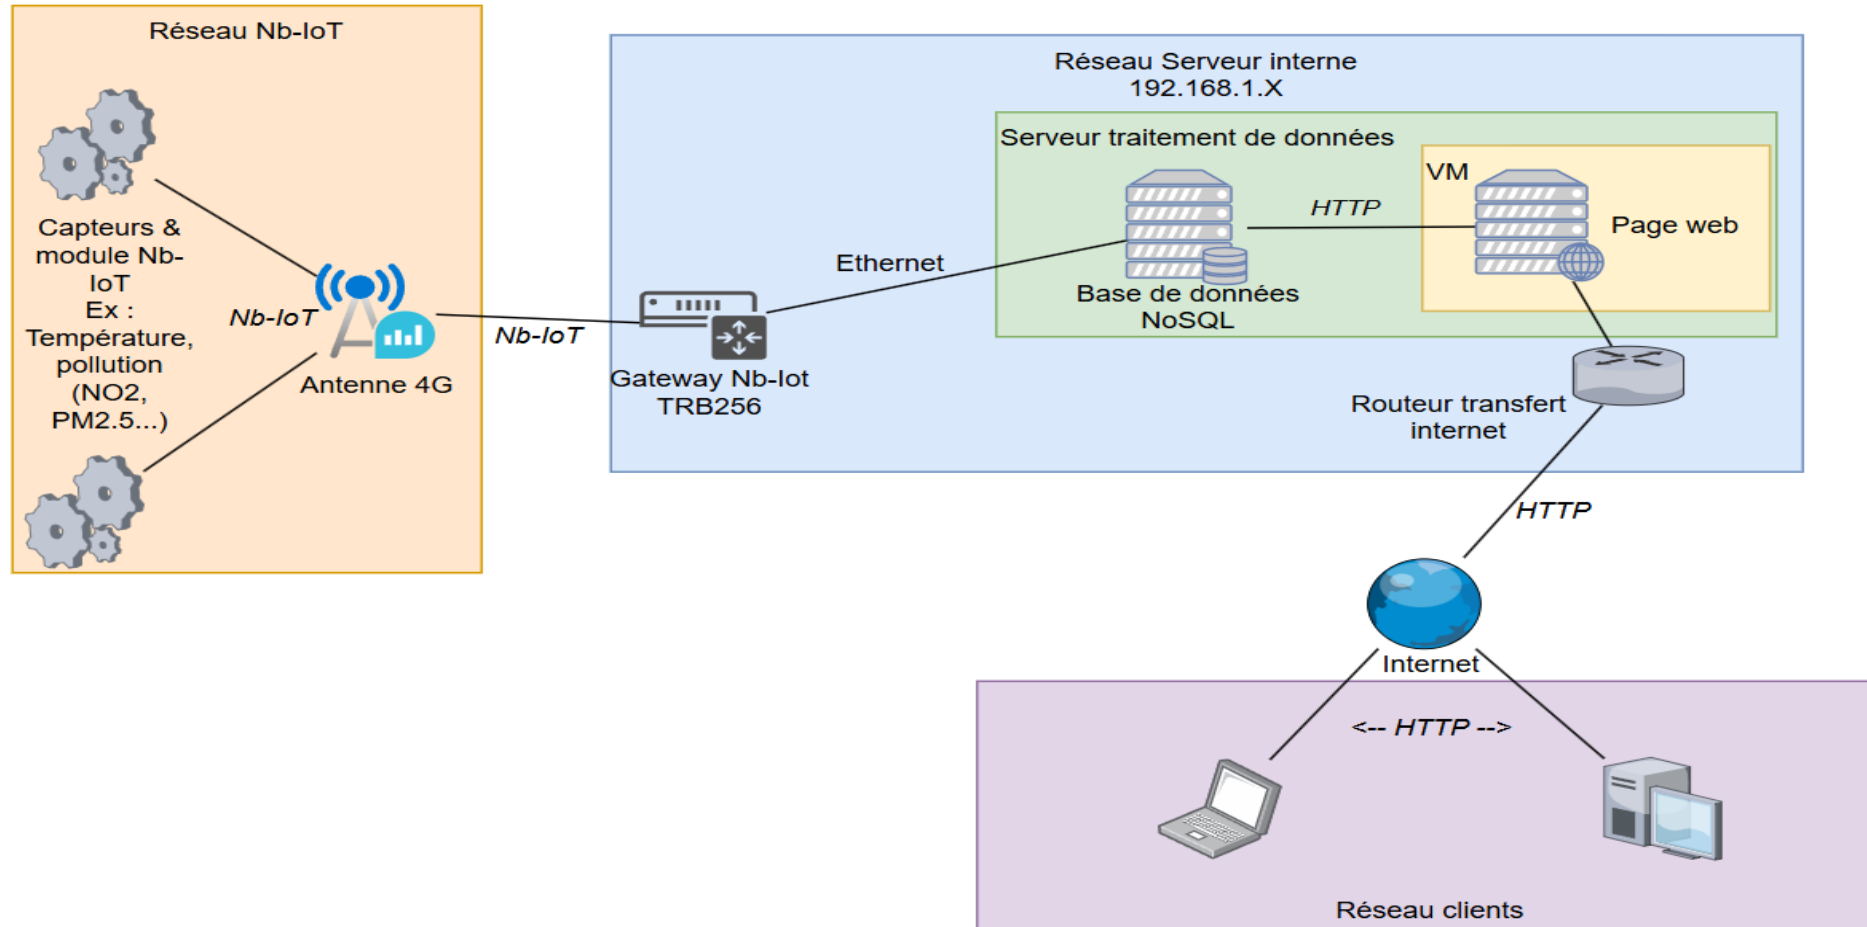 Réseau Nb-IoT
Capteurs &
module Nb-
IoT
Ex :
Température,
pollution
(NO2,
PM2.5...)
Nb-IoT
Antenne 4G
Nb-IoT
Réseau Serveur interne
192.168.1.X
Gateway Nb-Iot
TRB256
Ethernet
Serveur traitement de données
Base de données
NoSQL
HTTP
VM
Page web
Routeur transfert
internet
HTTP
Internet
<-- HTTP -->
Réseau clients